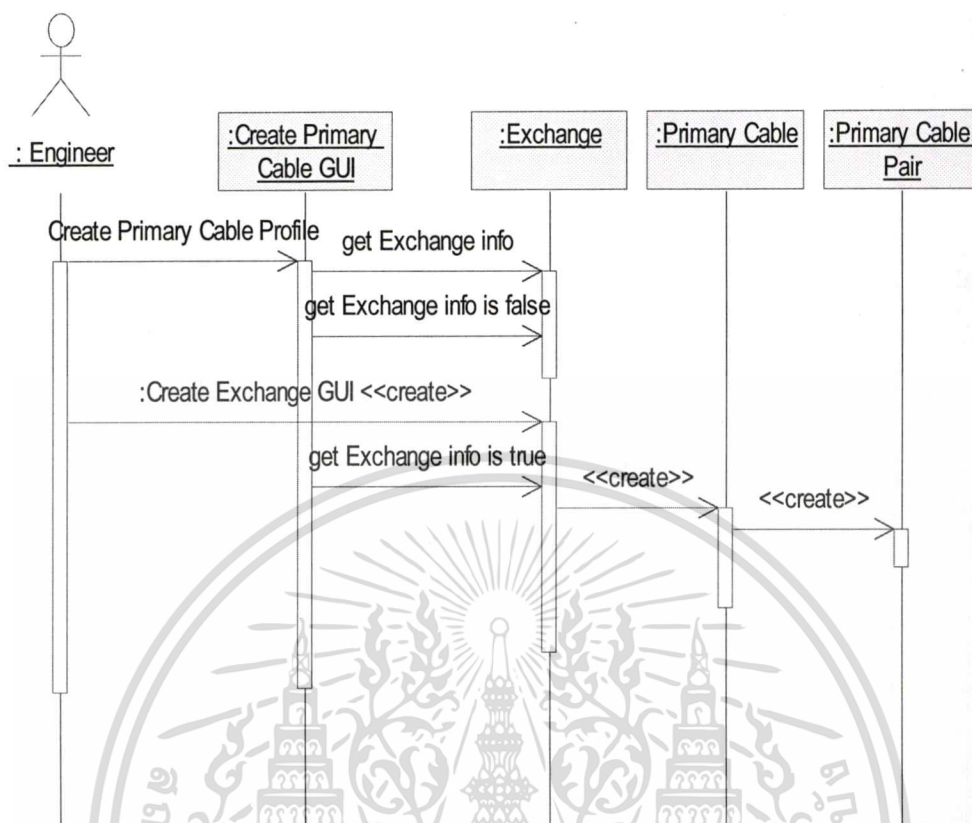 : Engineer
:Create Primary
Cable GUI
:Exchange
:Primary Cable
:Primary Cable
Pair
Create Primary Cable Profile
get Exchange info
get Exchange info is false
:Create Exchange GUI <<create>>
get Exchange info is true
<<create>>
<<create>>